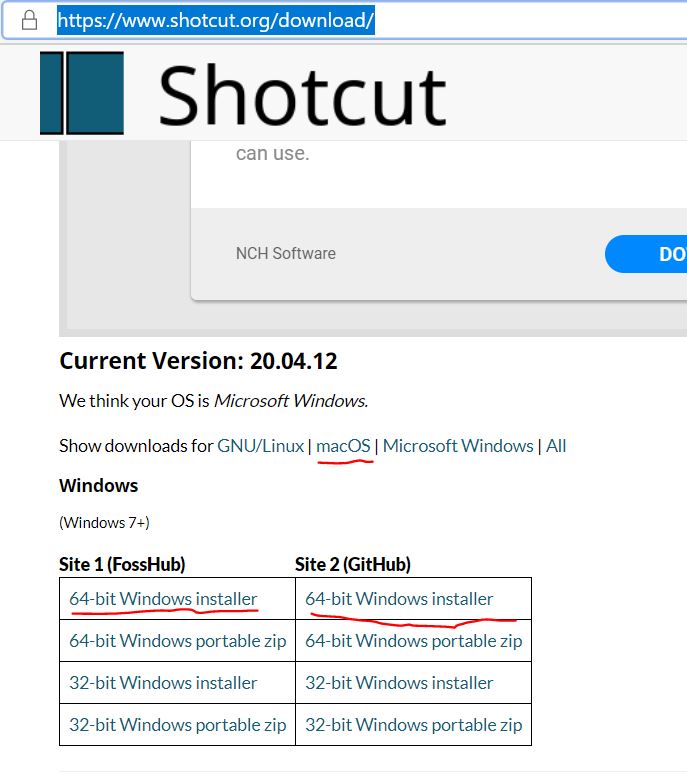 https://www.shotcut.org/download/
Shotcut
can use.
NCH Software
DO
Current Version: 20.04.12
We think your OS is Microsoft Windows.
Show downloads for GNU/Linux | macOS | Microsoft Windows | All
Windows
(Windows 7+)
Site 1 (FossHub) Site 2 (GitHub)
64-bit Windows installer 64-bit Windows installer
64-bit Windows portable zip 64-bit Windows portable zip
32-bit Windows installer 32-bit Windows installer
32-bit Windows portable zip 32-bit Windows portable zip